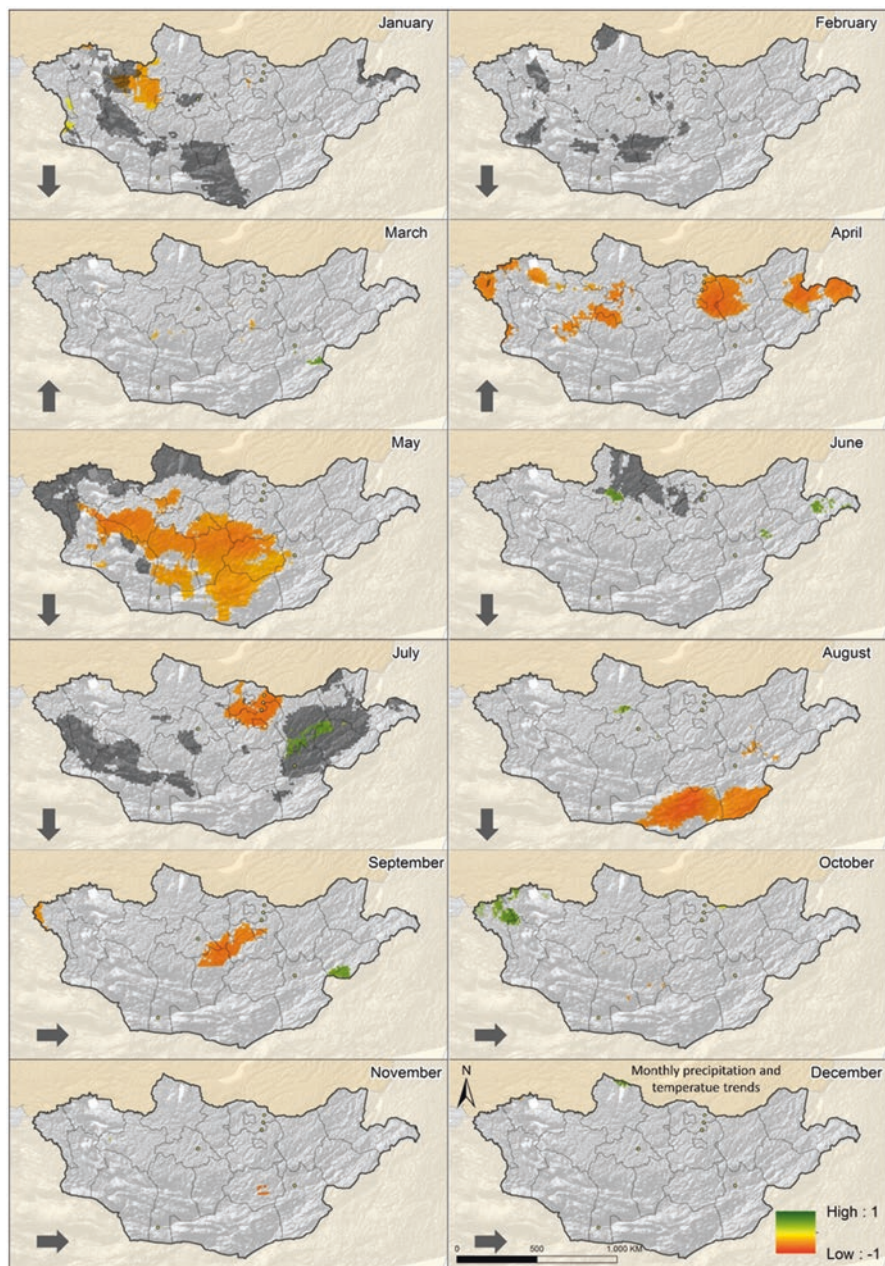 January
February
March
April
May
June
July
August
September
October
November
N
Monthly precipitation and
temperatue trends
December
High : 1
Low : -1
0 500 1,000 KM